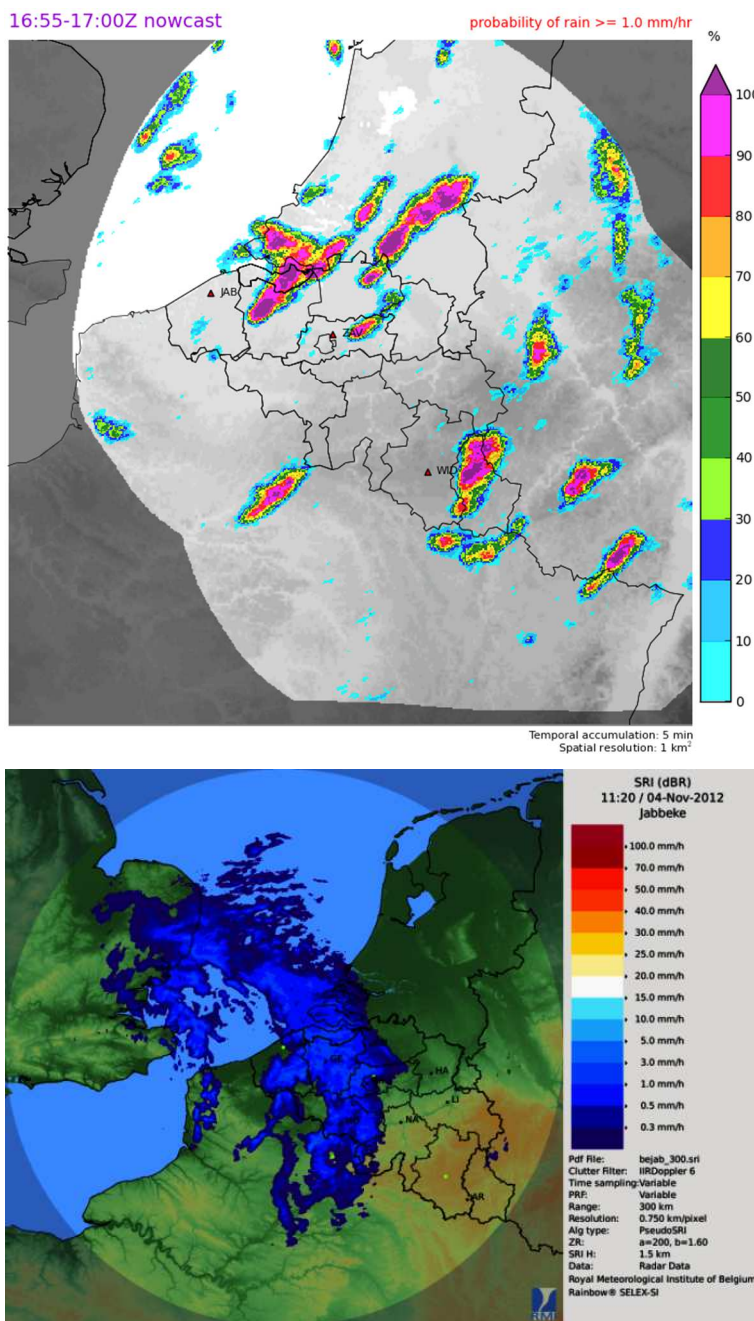 16:55-17:00Z nowcast
probability of rain >= 1.0 mm/hr
%
100
90
80
70
60
50
40
30
20
10
0
JAB
ZAV
WID
Temporal accumulation: 5 min
Spatial resolution: 1 km²
SRI (dBR)
11:20 / 04-Nov-2012
Jabbeke
100.0 mm/h
70.0 mm/h
50.0 mm/h
40.0 mm/h
30.0 mm/h
25.0 mm/h
20.0 mm/h
15.0 mm/h
10.0 mm/h
5.0 mm/h
3.0 mm/h
1.0 mm/h
0.5 mm/h
0.3 mm/h
HA
LI
NA
AR
Pdf File: bejab_300.sri
Clutter Filter: IIRDoppler 6
Time sampling:Variable
PRF: Variable
Range: 300 km
Resolution: 0.750 km/pixel
Alg type: PseudoSRI
ZR: a=200, b=1.60
SRI H: 1.5 km
Data: Radar Data
Royal Meteorological Institute of Belgium
Rainbow® SELEX-SI
RMI